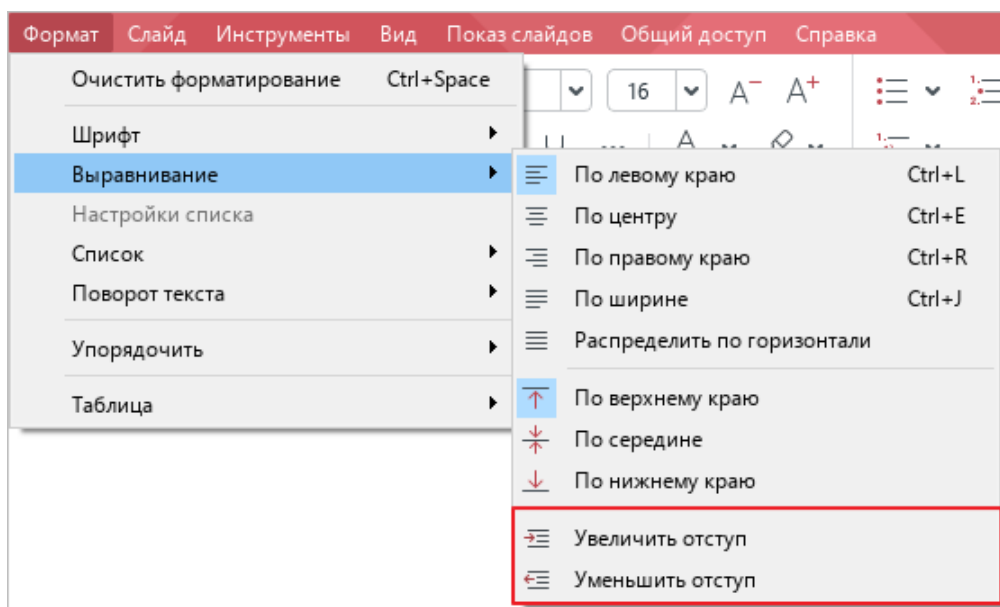 Формат Слайд Инструменты Вид Показ слайдов Общий доступ Справка
Очистить форматирование Ctrl+Space
16 A− A+
Шрифт
Выравнивание
Настройки списка
Список
Поворот текста
Упорядочить
Таблица
По левому краю Ctrl+L
По центру Ctrl+E
По правому краю Ctrl+R
По ширине Ctrl+J
Распределить по горизонтали
По верхнему краю
По середине
По нижнему краю
Увеличить отступ
Уменьшить отступ